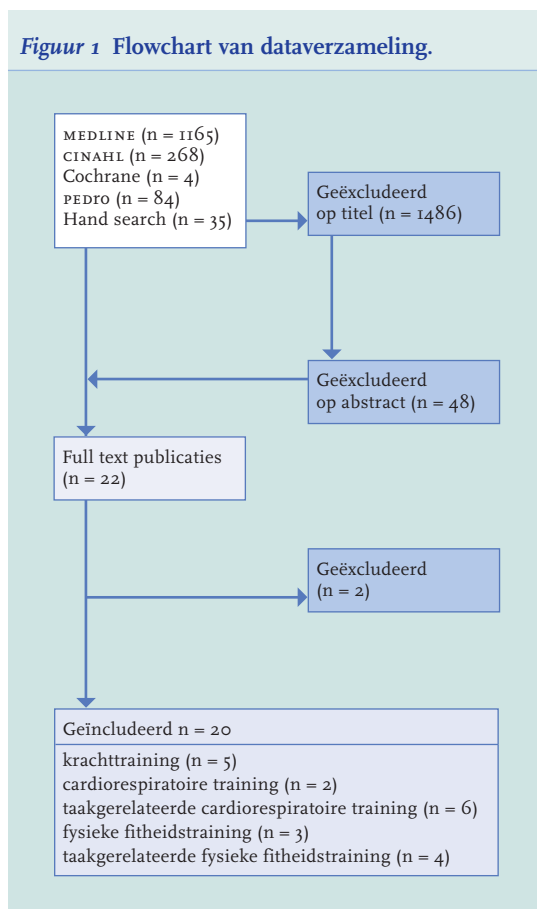 Figuur 1 Flowchart van dataverzameling.
MEDLINE (n = 1165)
CINAHL (n = 268)
Cochrane (n = 4)
PEDro (n = 84)
Hand search (n = 35)
Geëxcludeerd
op titel (n = 1486)
Geëxcludeerd
op abstract (n = 48)
Full text publicaties
(n = 22)
Geëxcludeerd
(n = 2)
Geïncludeerd n = 20
krachttraining (n = 5)
cardiorespiratoire training (n = 2)
taakgerelateerde cardiorespiratoire training (n = 6)
fysieke fitheidstraining (n = 3)
taakgerelateerde fysieke fitheidstraining (n = 4)